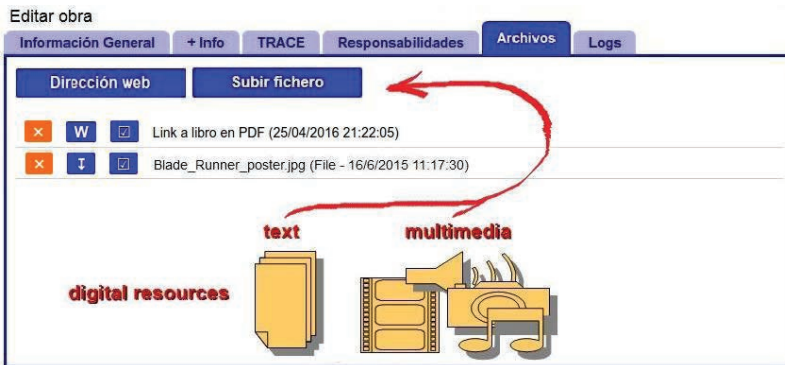 Editar obra
Información General + Info TRACE Responsabilidades Archivos Logs
Dirección web Subir fichero
W Link a libro en PDF (25/04/2016 21:22:05)
Blade_Runner_poster.jpg (File - 16/6/2015 11:17:30)
text multimedia
digital resources